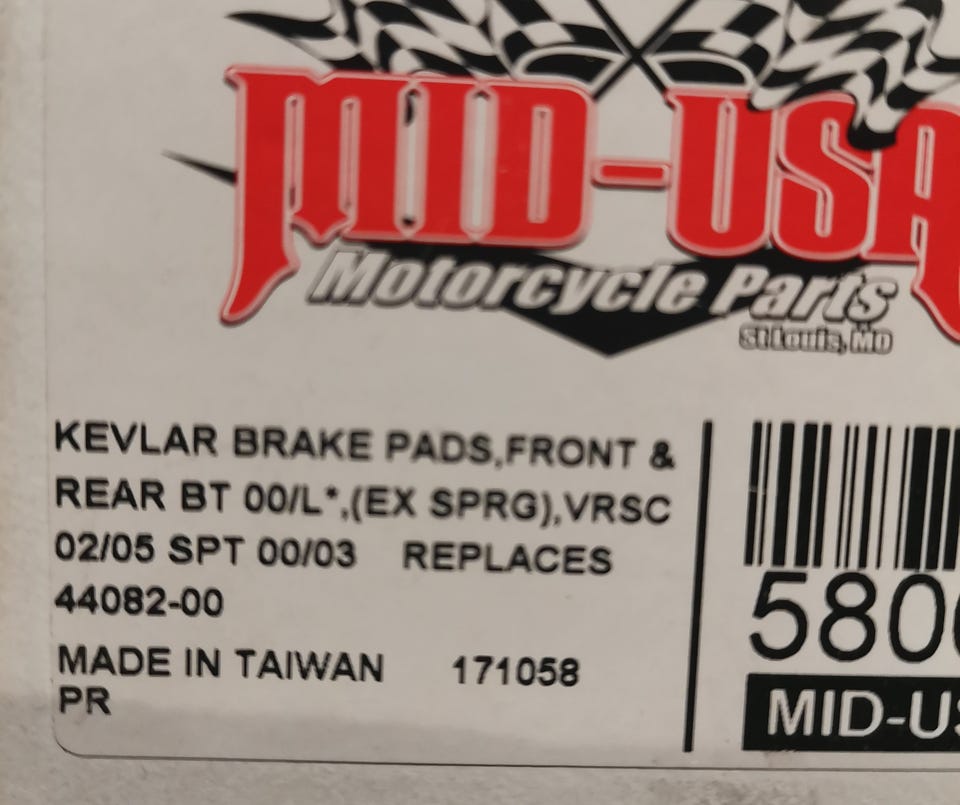 MID-USA
Motorcycle Parts
St Louis, MO
KEVLAR BRAKE PADS,FRONT &
REAR BT 00/L*,(EX SPRG),VRSC
02/05 SPT 00/03 REPLACES
44082-00
MADE IN TAIWAN 171058
PR
580
MID-US